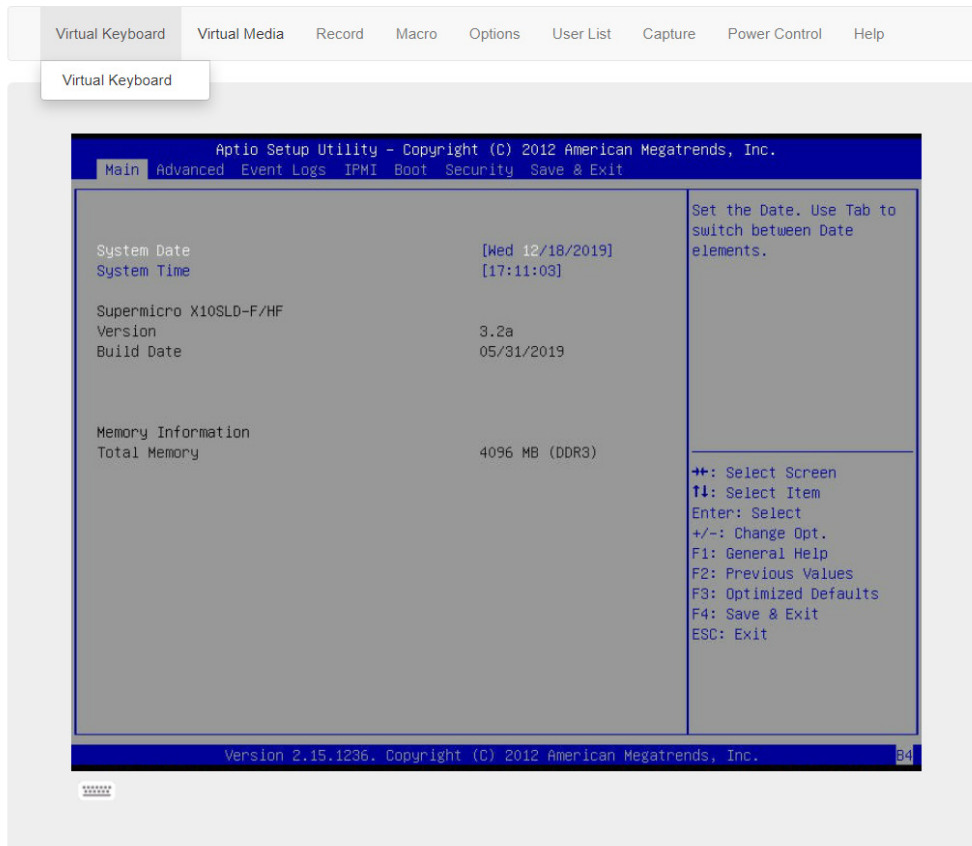 Virtual Keyboard Virtual Media Record Macro Options User List Capture Power Control Help
Virtual Keyboard
Aptio Setup Utility – Copyright (C) 2012 American Megatrends, Inc.
Main Advanced Event Logs IPMI Boot Security Save & Exit
System Date [Wed 12/18/2019]
System Time [17:11:03]
Supermicro X10SLD-F/HF
Version 3.2a
Build Date 05/31/2019
Memory Information
Total Memory 4096 MB (DDR3)
Set the Date. Use Tab to
switch between Date
elements.
→←: Select Screen
↑↓: Select Item
Enter: Select
+/-: Change Opt.
F1: General Help
F2: Previous Values
F3: Optimized Defaults
F4: Save & Exit
ESC: Exit
Version 2.15.1236. Copyright (C) 2012 American Megatrends, Inc.
B4